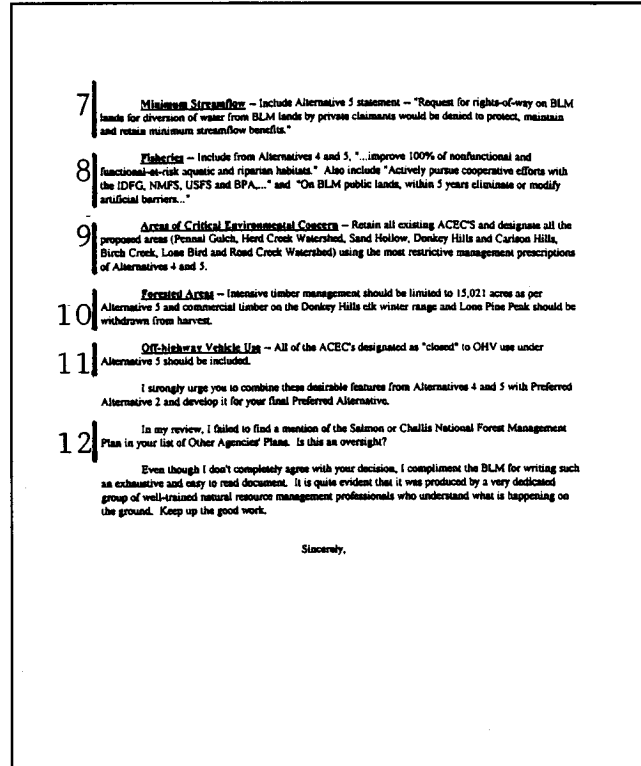 7 Minimum Streamflow -- Include Alternative 5 statement -- "Request for rights-of-way on BLM
lands for diversion of water from BLM lands by private claimants would be denied to protect, maintain
and retain minimum streamflow benefits."
8 Fisheries -- Include from Alternatives 4 and 5, "...improve 100% of nonfunctional and
functional-at-risk aquatic and riparian habitats." Also include "Actively pursue cooperative efforts with
the IDFG, NMFS, USFS and BPA,..." and "On BLM public lands, within 5 years eliminate or modify
artificial barriers..."
9 Areas of Critical Environmental Concern -- Retain all existing ACEC'S and designate all the
proposed areas (Pennal Gulch, Herd Creek Watershed, Sand Hollow, Donkey Hills and Carlson Hills,
Birch Creek, Lone Bird and Road Creek Watershed) using the most restrictive management prescriptions
of Alternatives 4 and 5.
10 Forested Areas -- Intensive timber management should be limited to 15,021 acres as per
Alternative 5 and commercial timber on the Donkey Hills elk winter range and Lone Pine Peak should be
withdrawn from harvest.
11 Off-highway Vehicle Use -- All of the ACEC's designated as "closed" to OHV use under
Alternative 5 should be included.
I strongly urge you to combine these desirable features from Alternatives 4 and 5 with Preferred
Alternative 2 and develop it for your final Preferred Alternative.
12 In my review, I failed to find a mention of the Salmon or Challis National Forest Management
Plan in your list of Other Agencies' Plans. Is this an oversight?
Even though I don't completely agree with your decision, I compliment the BLM for writing such
an exhaustive and easy to read document. It is quite evident that it was produced by a very dedicated
group of well-trained natural resource management professionals who understand what is happening on
the ground. Keep up the good work.
Sincerely,